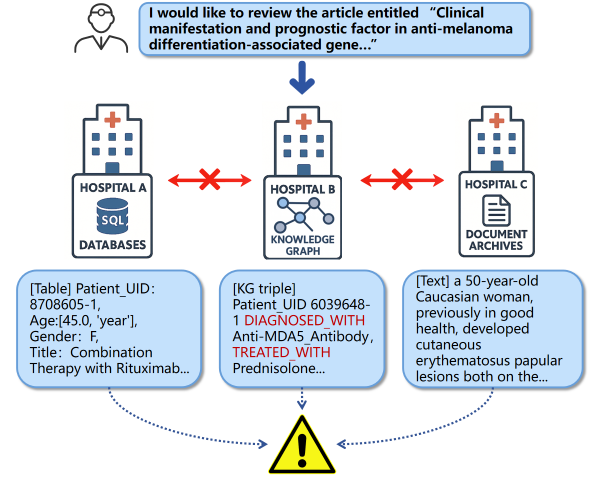 I would like to review the article entitled “Clinical
manifestation and prognostic factor in anti-melanoma
differentiation-associated gene...”
HOSPITAL A
SQL
DATABASES
HOSPITAL B
KNOWLEDGE
GRAPH
HOSPITAL C
DOCUMENT
ARCHIVES
[Table] Patient_UID:
8708605-1,
Age:[45.0, 'year'],
Gender: F,
Title: Combination
Therapy with Rituximab...
[KG triple]
Patient_UID 6039648-
1 DIAGNOSED_WITH
Anti-MDA5_Antibody,
TREATED_WITH
Prednisolone...
[Text] a 50-year-old
Caucasian woman,
previously in good
health, developed
cutaneous
erythematosus papular
lesions both on the...